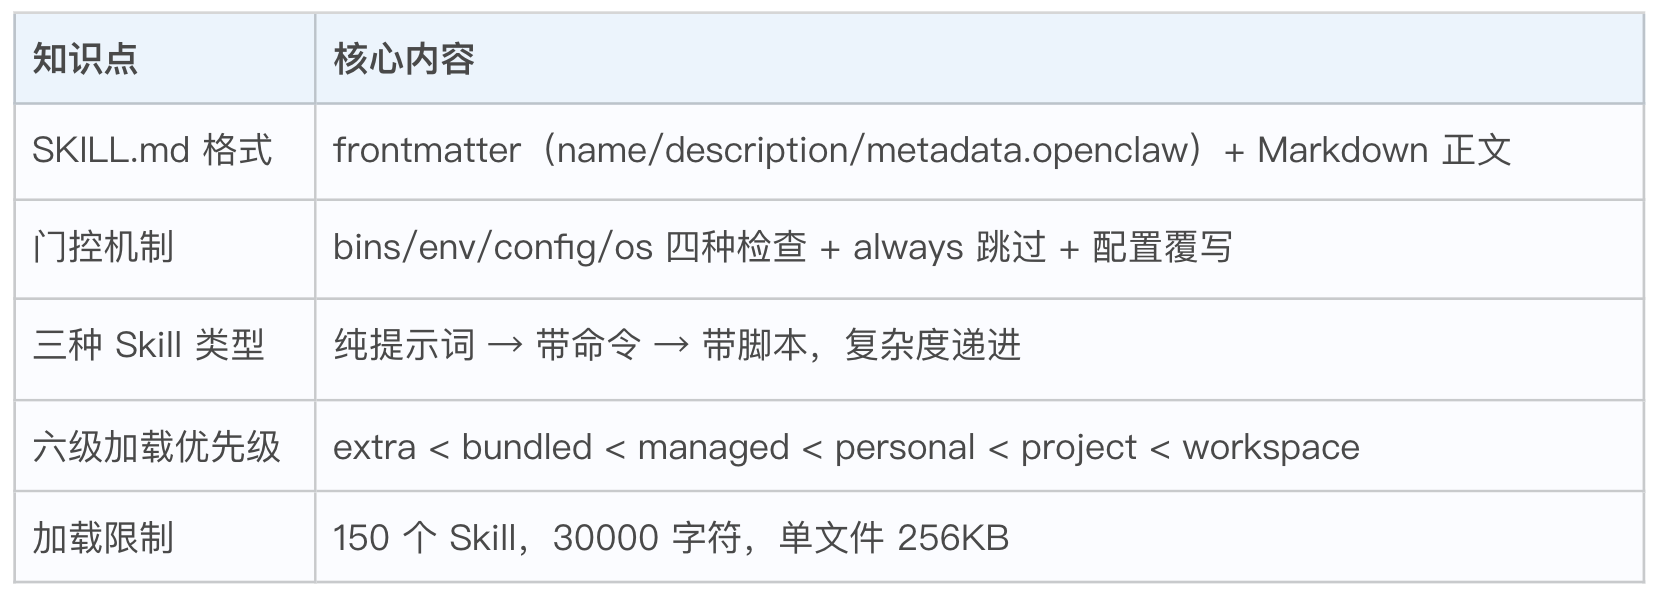 知识点 核心内容
SKILL.md 格式 frontmatter（name/description/metadata.openclaw）+ Markdown 正文
门控机制 bins/env/config/os 四种检查 + always 跳过 + 配置覆写
三种 Skill 类型 纯提示词 → 带命令 → 带脚本，复杂度递进
六级加载优先级 extra < bundled < managed < personal < project < workspace
加载限制 150 个 Skill，30000 字符，单文件 256KB